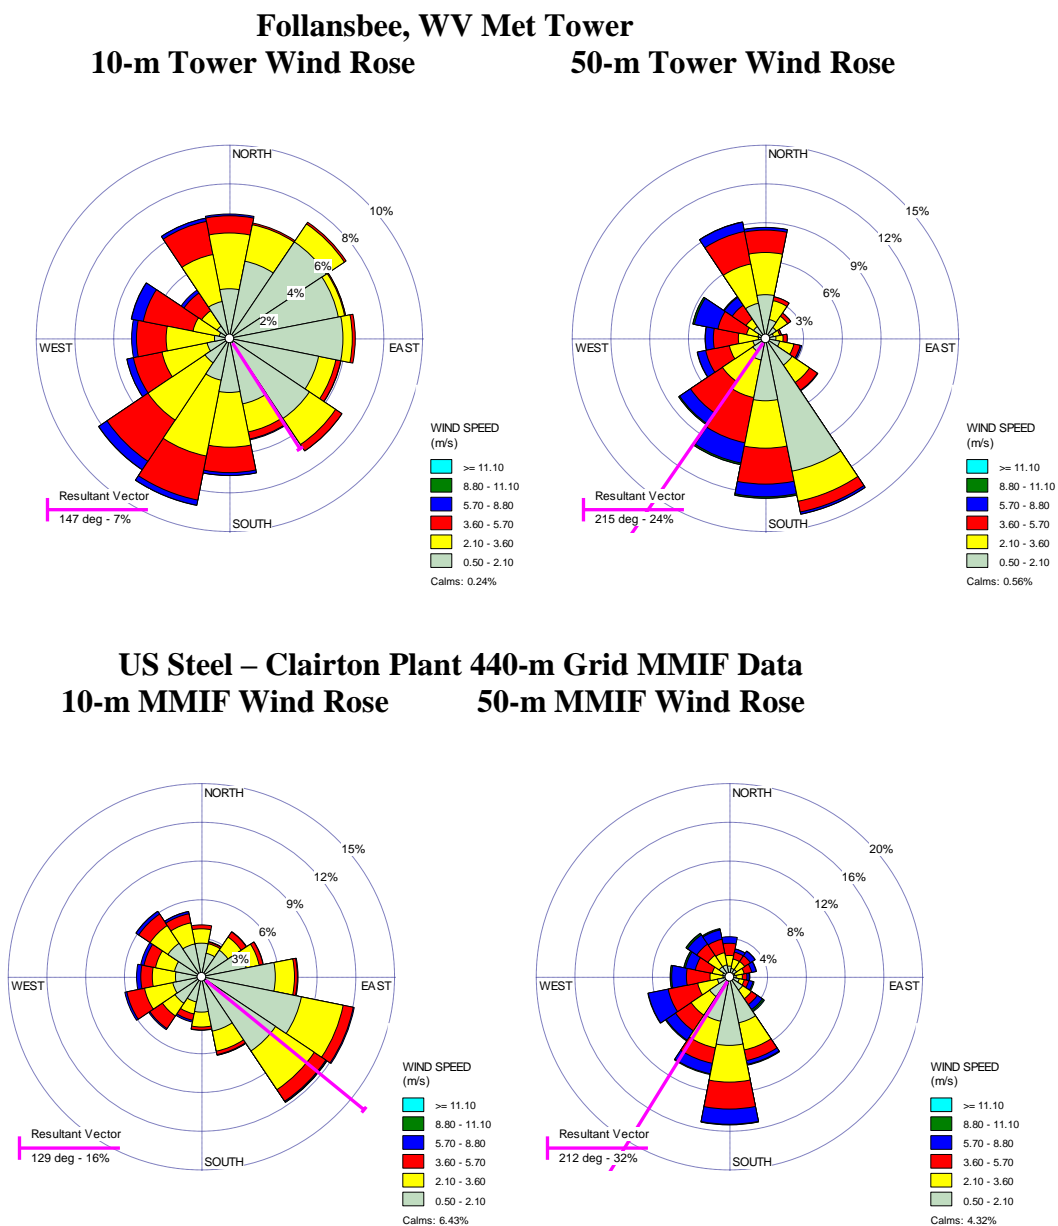 Follansbee, WV Met Tower
10-m Tower Wind Rose 50-m Tower Wind Rose
NORTH
10%
8%
6%
4%
2%
WEST
EAST
SOUTH
WIND SPEED
(m/s)
>= 11.10
8.80 - 11.10
5.70 - 8.80
3.60 - 5.70
2.10 - 3.60
0.50 - 2.10
Calms: 0.24%
Resultant Vector
147 deg - 7%
NORTH
15%
12%
9%
6%
3%
WEST
EAST
SOUTH
WIND SPEED
(m/s)
>= 11.10
8.80 - 11.10
5.70 - 8.80
3.60 - 5.70
2.10 - 3.60
0.50 - 2.10
Calms: 0.56%
Resultant Vector
215 deg - 24%
US Steel – Clairton Plant 440-m Grid MMIF Data
10-m MMIF Wind Rose 50-m MMIF Wind Rose
NORTH
15%
12%
9%
6%
3%
WEST
EAST
SOUTH
WIND SPEED
(m/s)
>= 11.10
8.80 - 11.10
5.70 - 8.80
3.60 - 5.70
2.10 - 3.60
0.50 - 2.10
Calms: 6.43%
Resultant Vector
129 deg - 16%
NORTH
20%
16%
12%
8%
4%
WEST
EAST
SOUTH
WIND SPEED
(m/s)
>= 11.10
8.80 - 11.10
5.70 - 8.80
3.60 - 5.70
2.10 - 3.60
0.50 - 2.10
Calms: 4.32%
Resultant Vector
212 deg - 32%